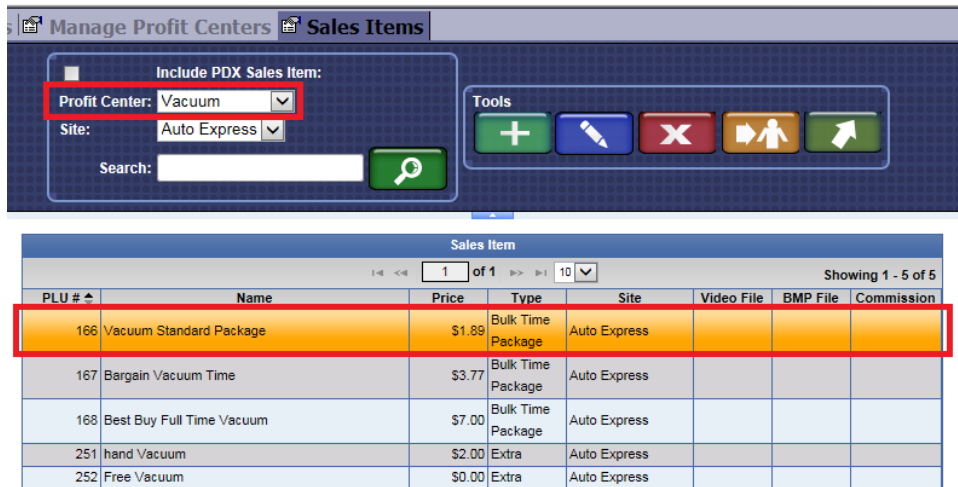 s Manage Profit Centers Sales Items
Include PDX Sales Item:
Profit Center: Vacuum
Site: Auto Express
Search:
Tools
Sales Item
1 of 1 10 Showing 1 - 5 of 5
PLU # Name Price Type Site Video File BMP File Commission
166 Vacuum Standard Package $1.89 Bulk Time Package Auto Express
167 Bargain Vacuum Time $3.77 Bulk Time Package Auto Express
168 Best Buy Full Time Vacuum $7.00 Bulk Time Package Auto Express
251 hand Vacuum $2.00 Extra Auto Express
252 Free Vacuum $0.00 Extra Auto Express